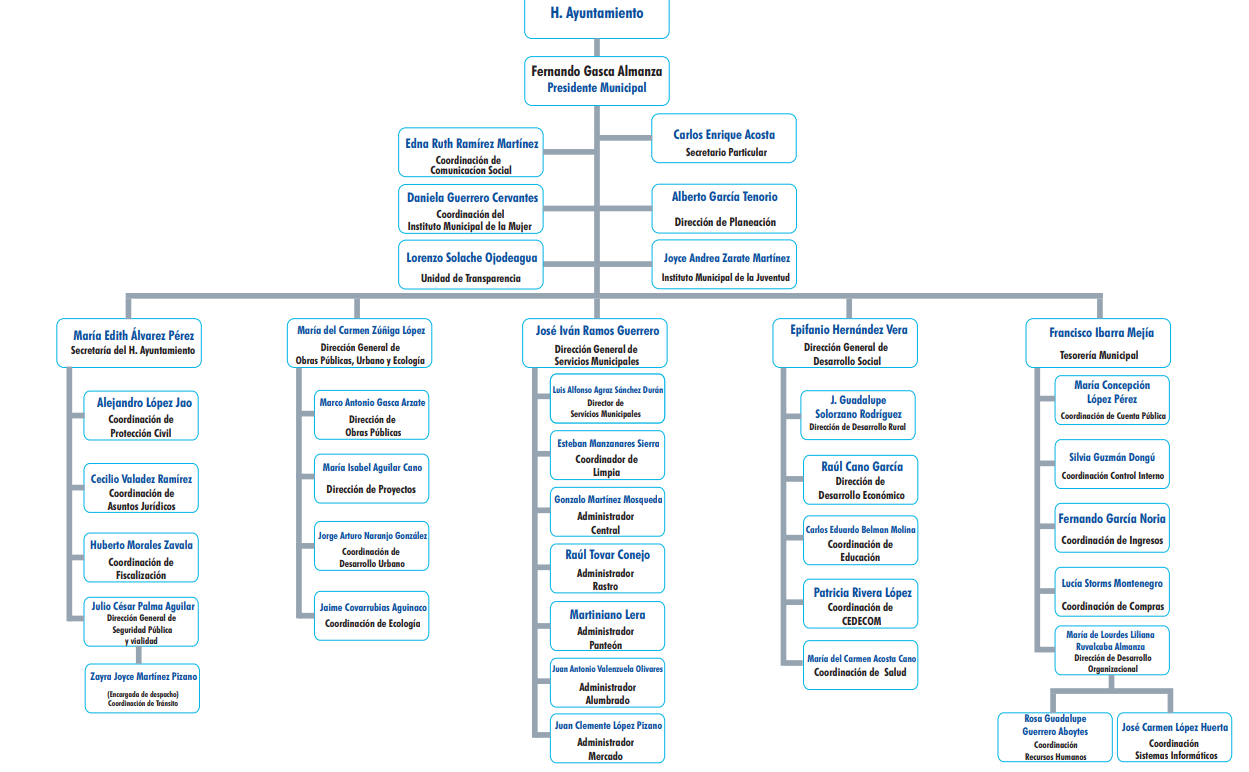 H. Ayuntamiento
Fernando Gasca Almanza
Presidente Municipal
Edna Ruth Ramírez Martínez
Coordinación de
Comunicacíon Social
Carlos Enrique Acosta
Secretario Particular
Daniela Guerrero Cervantes
Coordinación del
Instituto Municipal de la Mujer
Alberto García Tenorio
Dirección de Planeación
Lorenzo Solache Ojodeagua
Unidad de Transparencia
Joyce Andrea Zarate Martínez
Instituto Municipal de la Juventud
María Edith Álvarez Pérez
Secretaría del H. Ayuntamiento
Alejandro López Jao
Coordinación de
Protección Civil
Cecilio Valadez Ramírez
Coordinación de
Asuntos Jurídicos
Huberto Morales Zavala
Coordinación de
Fiscalización
Julio César Palma Aguilar
Dirección General de
Seguridad Pública
y vialidad
Zayra Joyce Martínez Pizano
(Encargada de despacho)
Coordinación de Tránsito
María del Carmen Zúñiga López
Dirección General de
Obras Públicas, Urbano y Ecología
Marco Antonio Gasca Arzate
Dirección de
Obras Públicas
María Isabel Aguilar Cano
Dirección de Proyectos
Jorge Arturo Naranjo González
Coordinación de
Desarrollo Urbano
Jaime Covarrubias Aguinaco
Coordinación de Ecología
José Iván Ramos Guerrero
Dirección General de
Servicios Municipales
Luis Alfonso Agraz Sánchez Durán
Director de
Servicios Municipales
Esteban Manzanares Sierra
Coordinador de
Limpia
Gonzalo Martínez Mosqueda
Administrador
Central
Raúl Tovar Conejo
Administrador
Rastro
Martiniano Lera
Administrador
Panteón
Juan Antonio Valenzuela Olivares
Administrador
Alumbrado
Juan Clemente López Pizano
Administrador
Mercado
Epifanio Hernández Vera
Dirección General de
Desarrollo Social
J. Guadalupe
Solorzano Rodríguez
Dirección de Desarrollo Rural
Raúl Cano García
Dirección de
Desarrollo Económico
Carlos Eduardo Belman Molina
Coordinación de
Educación
Patricia Rivera López
Coordinación de
CEDECOM
María del Carmen Acosta Cano
Coordinación de Salud
Francisco Ibarra Mejía
Tesorería Municipal
María Concepción
López Pérez
Coordinación de Cuenta Pública
Silvia Guzmán Dongú
Coordinación Control Interno
Fernando García Noria
Coordinación de Ingresos
Lucía Storms Montenegro
Coordinación de Compras
María de Lourdes Liliana
Ruvalcaba Almanza
Dirección de Desarrollo
Organizacional
Rosa Guadalupe
Guerrero Aboytes
Coordinación
Recursos Humanos
José Carmen López Huerta
Coordinación
Sistemas Informáticos